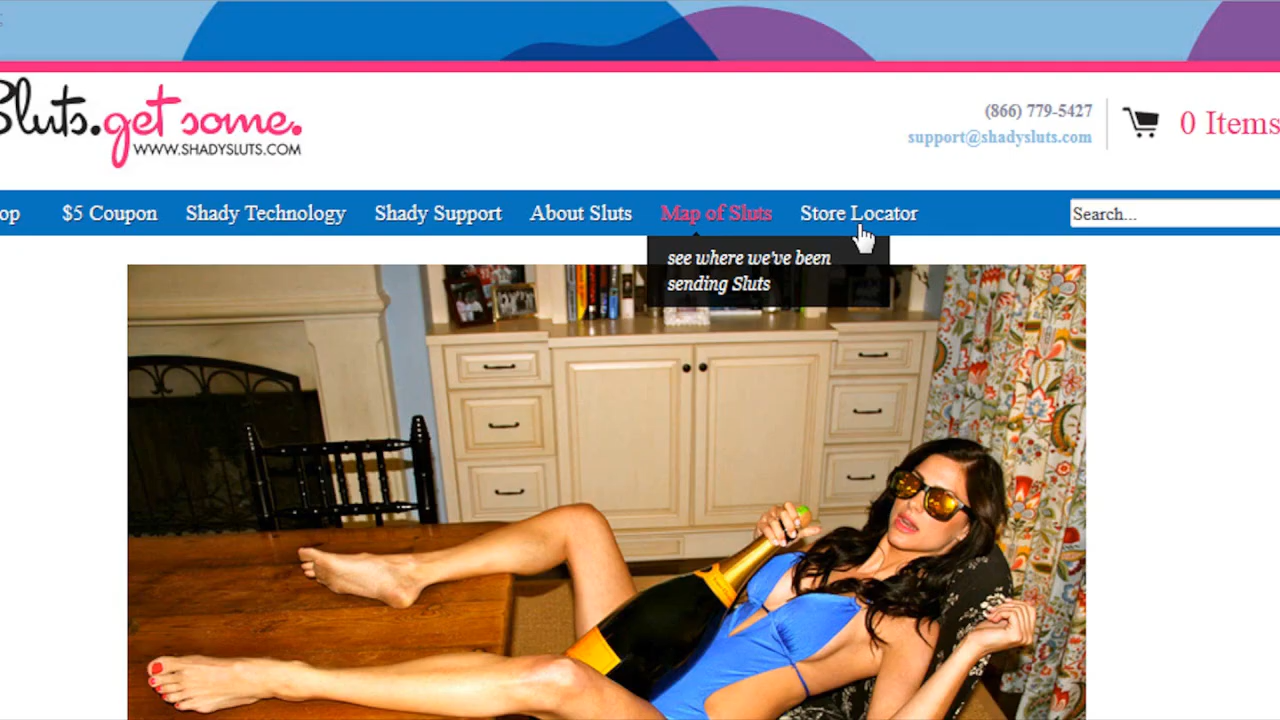 Sluts.get some.
WWW.SHADYSLUTS.COM
(866) 779-5427
support@shadysluts.com
0 Items
op
$5 Coupon
Shady Technology
Shady Support
About Sluts
Map of Sluts
Store Locator
Search...
see where we've been
sending Sluts